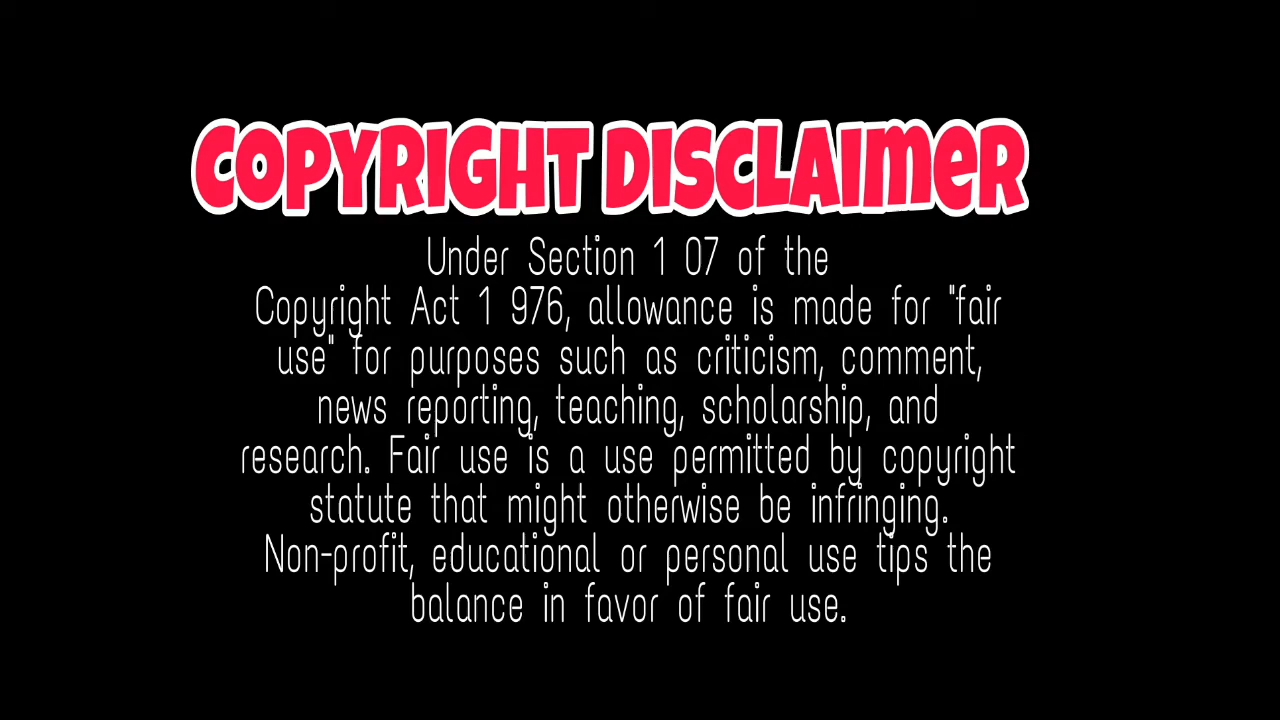 COPYRIGHT DISCLAIMER
Under Section 1 07 of the
Copyright Act 1 976, allowance is made for "fair
use" for purposes such as criticism, comment,
news reporting, teaching, scholarship, and
research. Fair use is a use permitted by copyright
statute that might otherwise be infringing.
Non-profit, educational or personal use tips the
balance in favor of fair use.